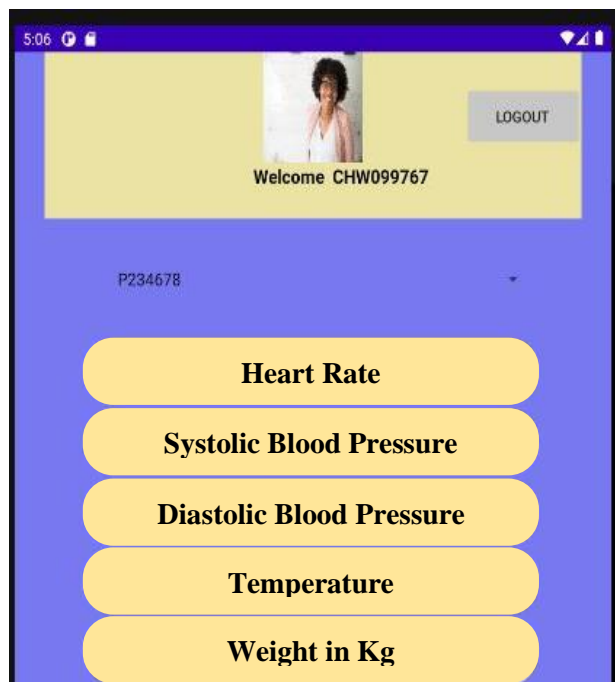 5:06
LOGOUT
Welcome CHW099767
P234678
Heart Rate
Systolic Blood Pressure
Diastolic Blood Pressure
Temperature
Weight in Kg